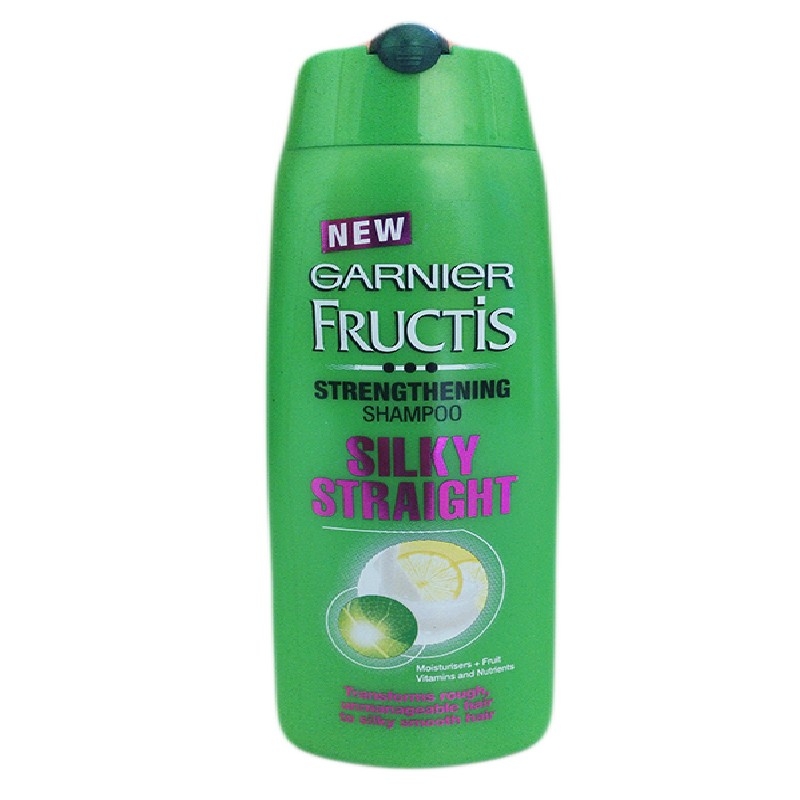 NEW
GARNIER
FRUCTIS
STRENGTHENING
SHAMPOO
SILKY
STRAIGHT
Moisturisers + Fruit
Vitamins and Nutrients
Transforms rough,
unmanageable hair
to silky smooth hair